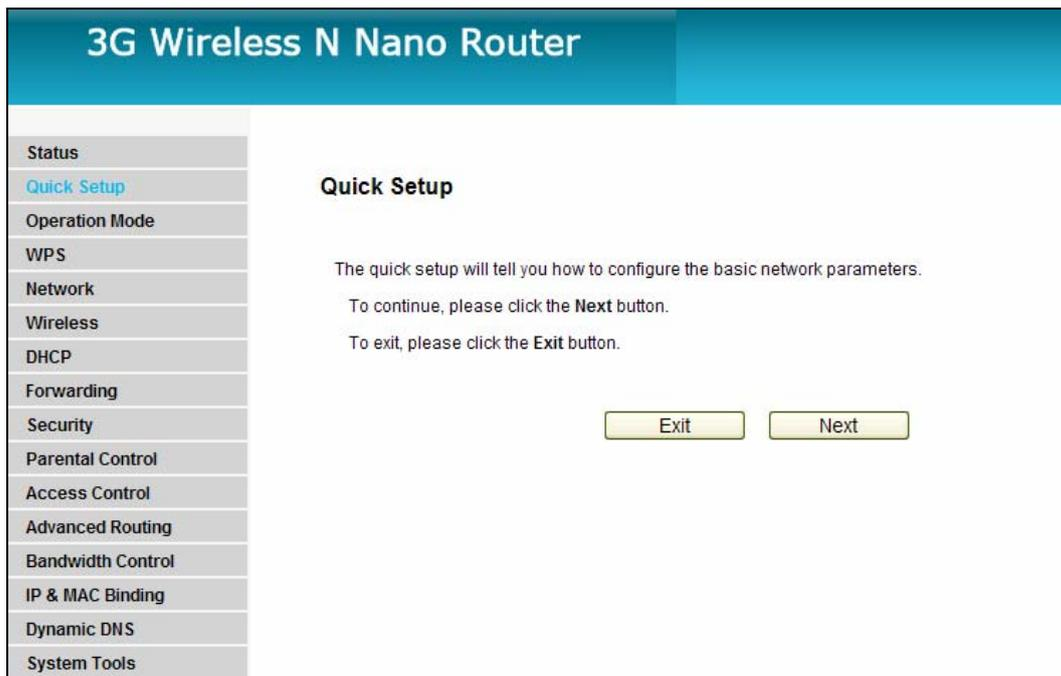 3G Wireless N Nano Router
Status
Quick Setup
Operation Mode
WPS
Network
Wireless
DHCP
Forwarding
Security
Parental Control
Access Control
Advanced Routing
Bandwidth Control
IP & MAC Binding
Dynamic DNS
System Tools
Quick Setup
The quick setup will tell you how to configure the basic network parameters.
To continue, please click the Next button.
To exit, please click the Exit button.
Exit Next